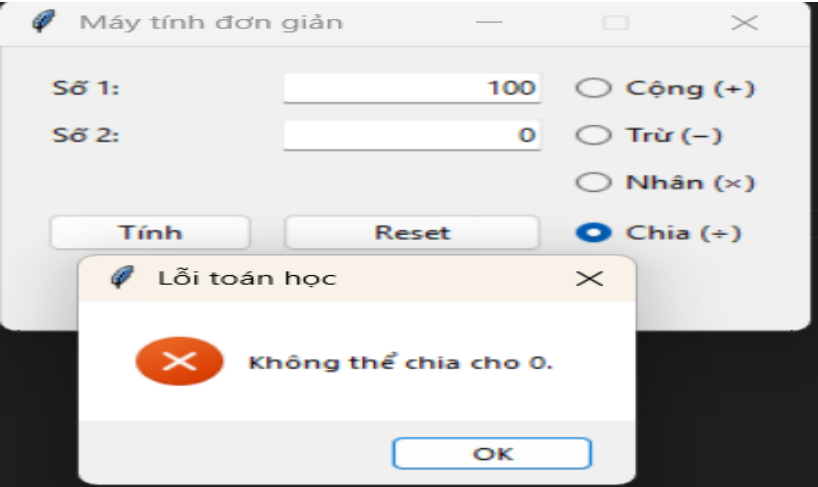 Máy tính đơn giản
Số 1: 100 Cộng (+)
Số 2: 0 Trừ (−)
Nhân (×)
Tính Reset Chia (÷)
Lỗi toán học
Không thể chia cho 0.
OK